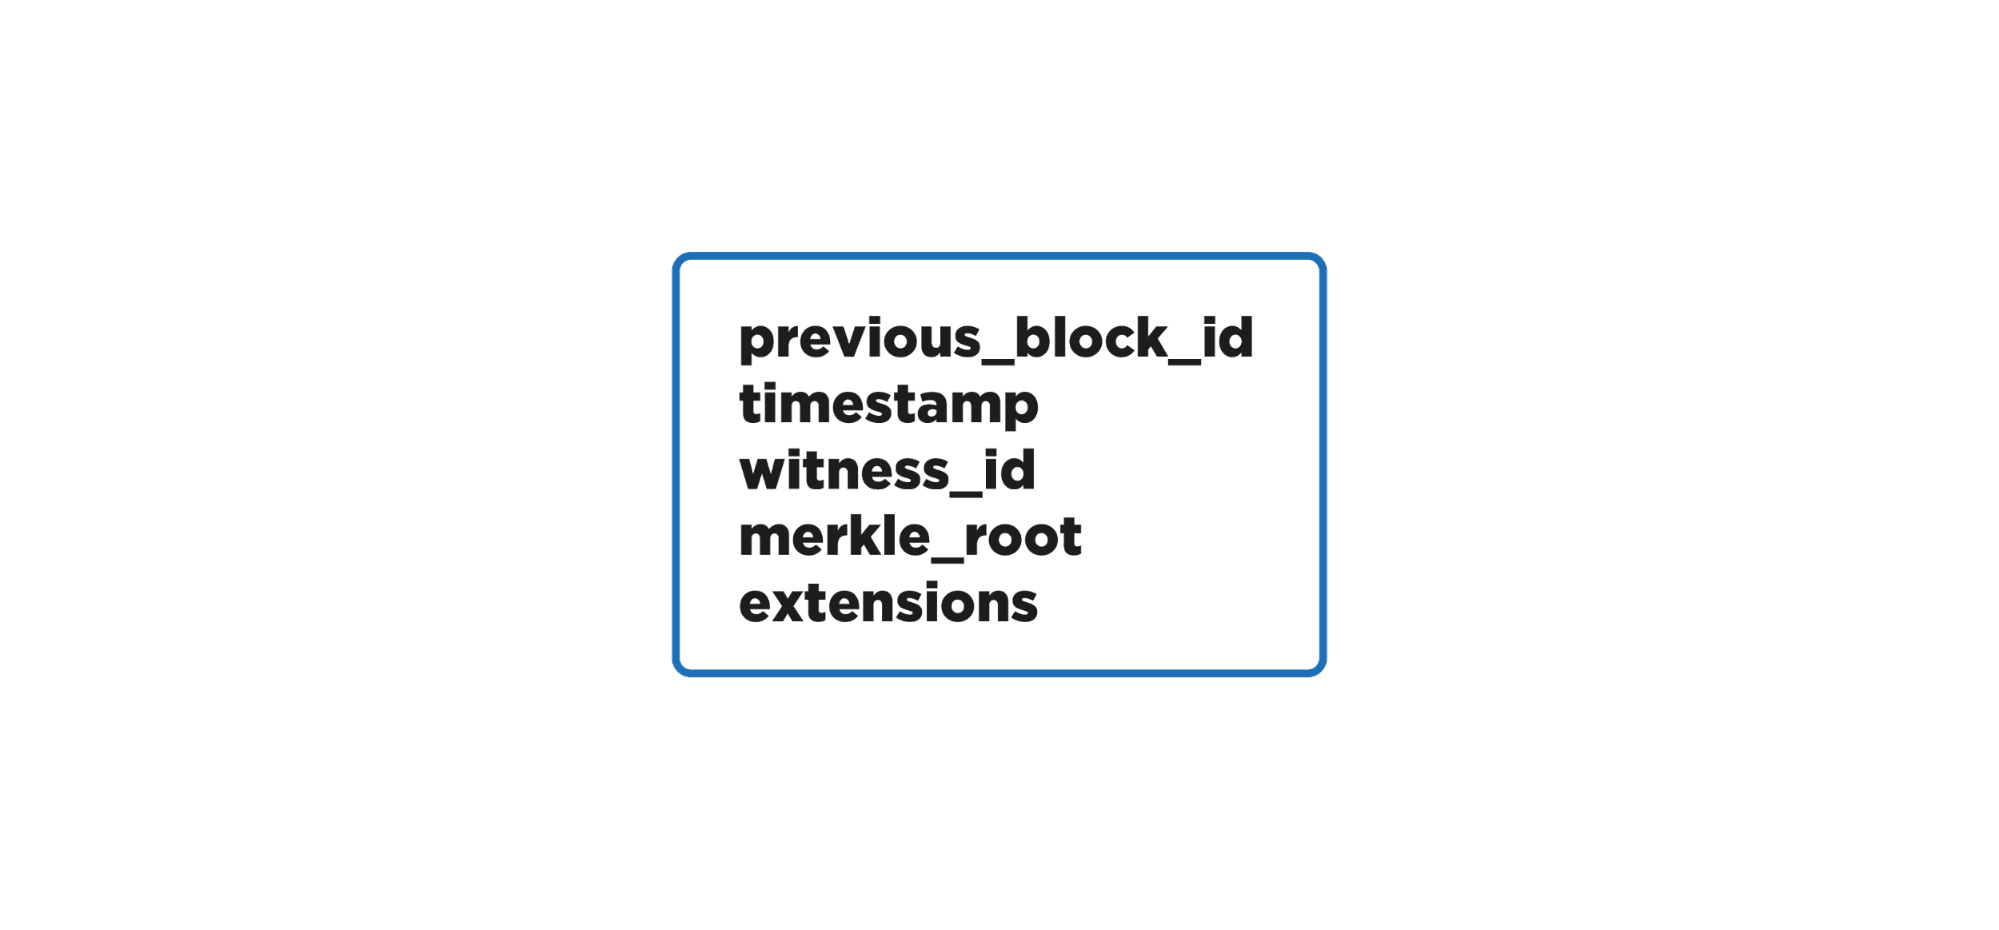 previous_block_id
timestamp
witness_id
merkle_root
extensions